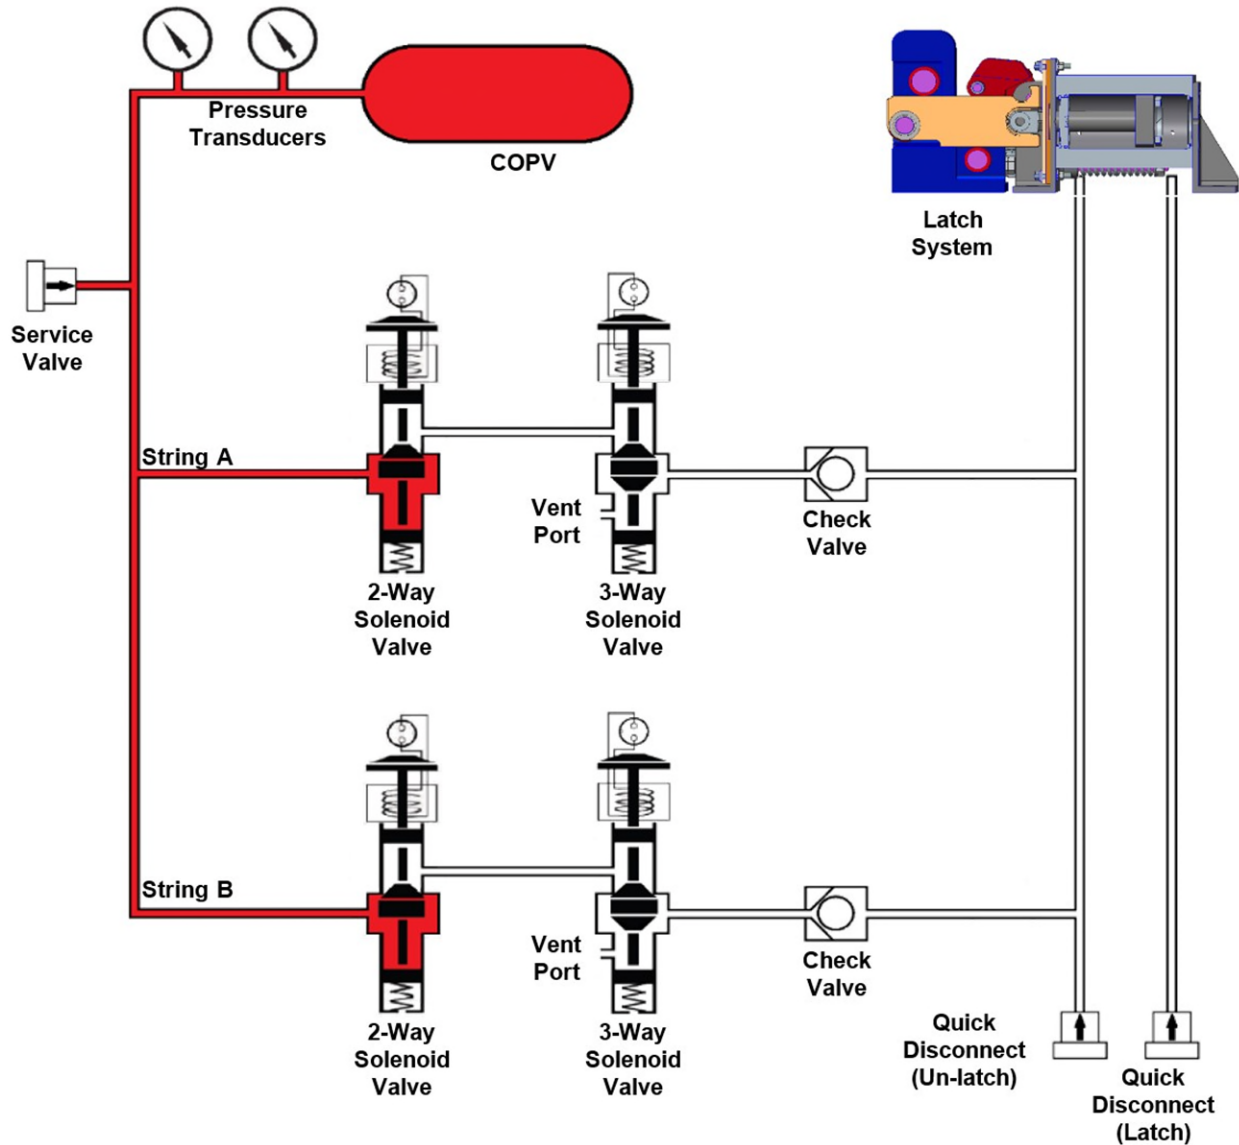 Pressure
Transducers
COPV
Latch
System
Service
Valve
String A
Vent
Port
Check
Valve
2-Way
Solenoid
Valve
3-Way
Solenoid
Valve
String B
Vent
Port
Check
Valve
2-Way
Solenoid
Valve
3-Way
Solenoid
Valve
Quick
Disconnect
(Un-latch)
Quick
Disconnect
(Latch)